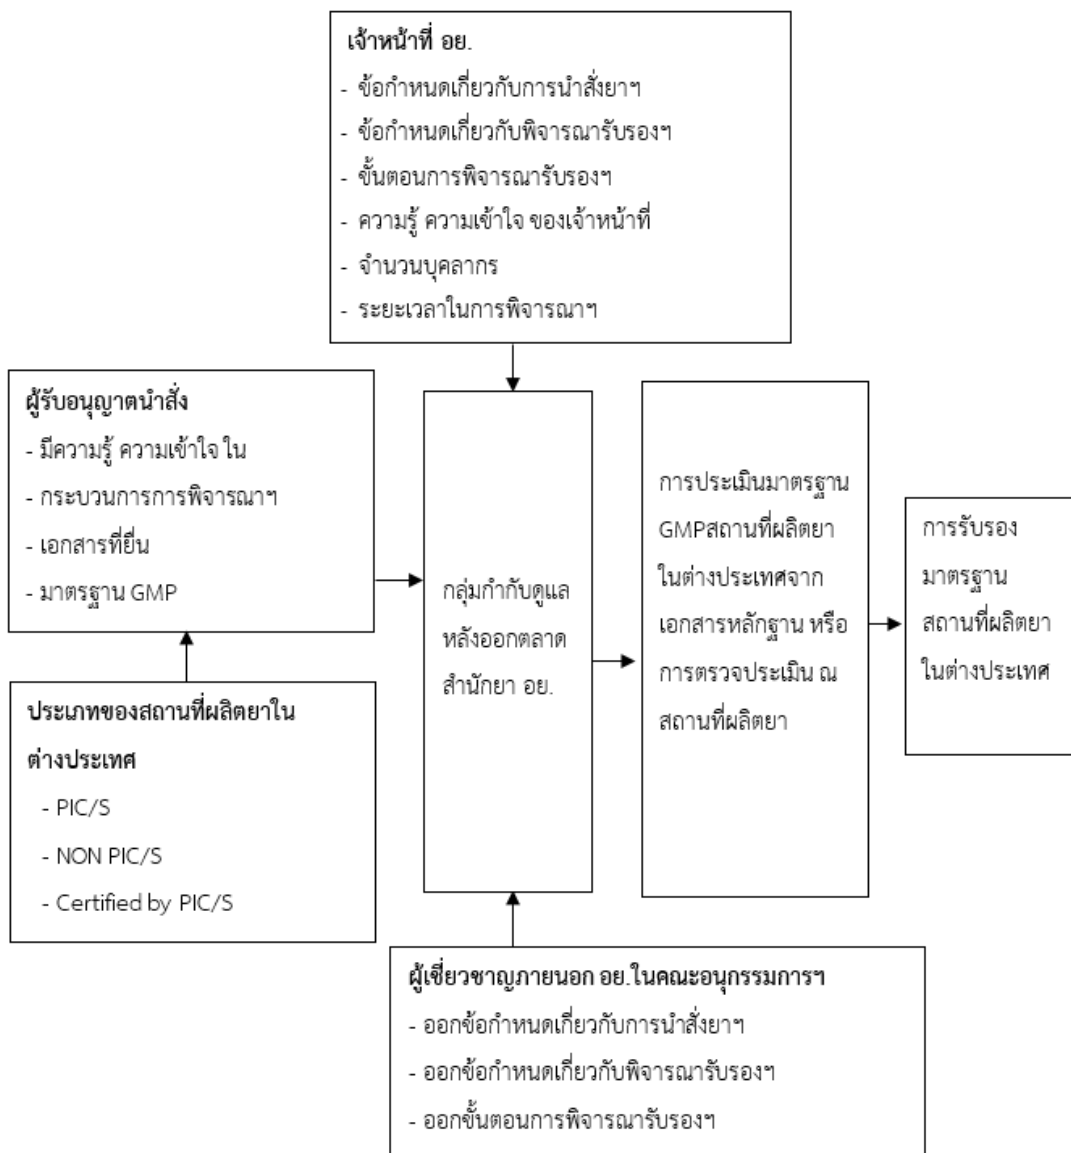 เจ้าหน้าที่ อย.
- ข้อกำหนดเกี่ยวกับการนำสั่งยาฯ
- ข้อกำหนดเกี่ยวกับพิจารณารับรองฯ
- ขั้นตอนการพิจารณารับรองฯ
- ความรู้ ความเข้าใจ ของเจ้าหน้าที่
- จำนวนบุคลากร
- ระยะเวลาในการพิจารณาฯ
ผู้รับอนุญาตนำสั่ง
- มีความรู้ ความเข้าใจ ใน
- กระบวนการการพิจารณาฯ
- เอกสารที่ยื่น
- มาตรฐาน GMP
ประเภทของสถานที่ผลิตยาใน
ต่างประเทศ
- PIC/S
- NON PIC/S
- Certified by PIC/S
กลุ่มกำกับดูแล
หลังออกตลาด
สำนักยา อย.
การประเมินมาตรฐาน
GMPสถานที่ผลิตยา
ในต่างประเทศจาก
เอกสารหลักฐาน หรือ
การตรวจประเมิน ณ
สถานที่ผลิตยา
การรับรอง
มาตรฐาน
สถานที่ผลิตยา
ในต่างประเทศ
ผู้เชี่ยวชาญภายนอก อย.ในคณะอนุกรรมการฯ
- ออกข้อกำหนดเกี่ยวกับการนำสั่งยาฯ
- ออกข้อกำหนดเกี่ยวกับพิจารณารับรองฯ
- ออกขั้นตอนการพิจารณารับรองฯ